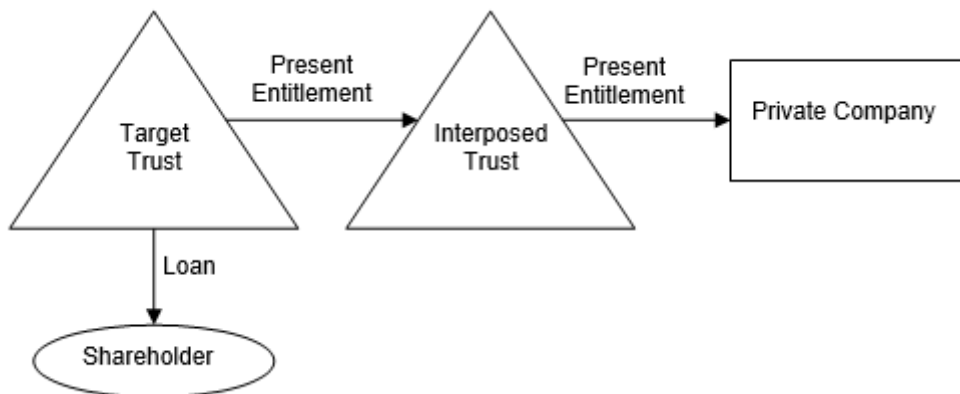 Present
Entitlement
Present
Entitlement
Private Company
Target
Trust
Interposed
Trust
Loan
Shareholder